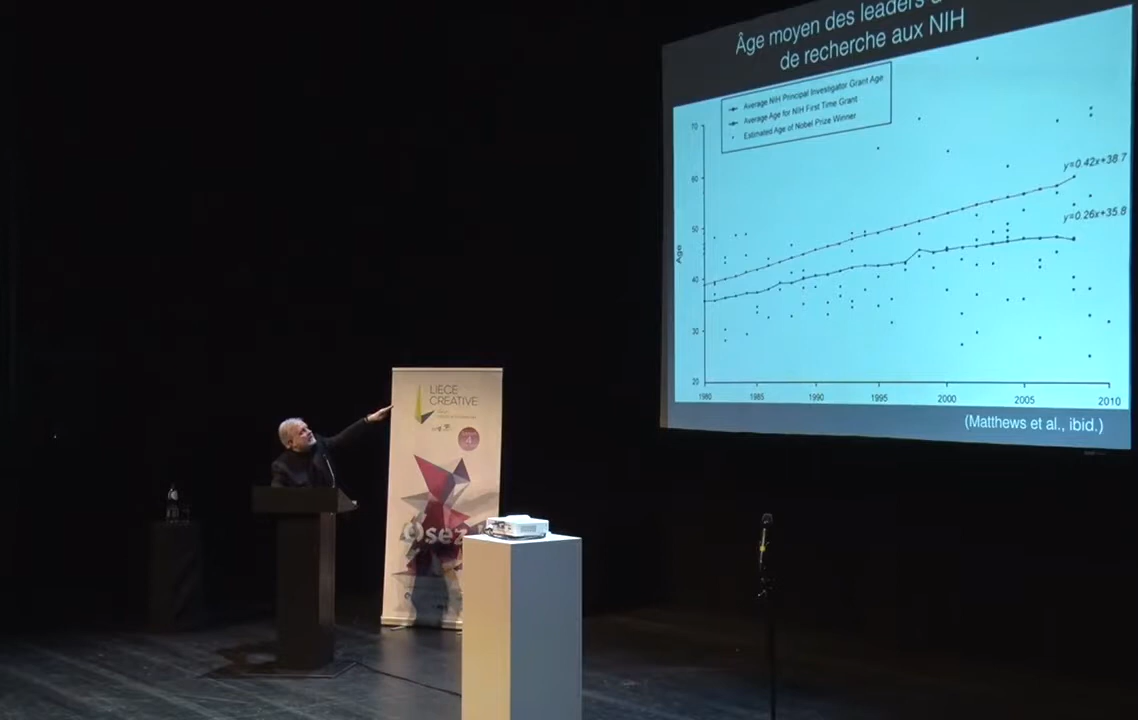 Âge moyen des leaders
de recherche aux NIH
Average NIH Principal Investigator Grant Age
Average Age for NIH First Time Grant
Estimated Age of Nobel Prize Winner
70
60
50
40
30
20
Age
y=0.42x+38.7
y=0.26x+35.8
1980
1985
1990
1995
2000
2005
2010
(Matthews et al., ibid.)
LIEGE
CREATIVE
Osez